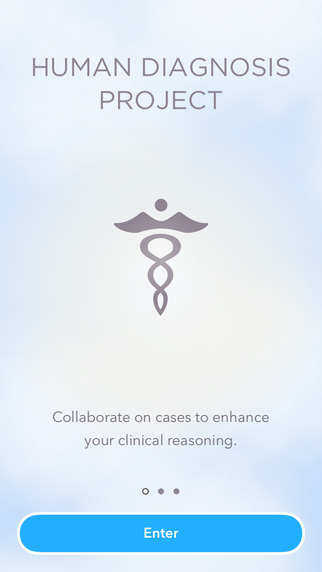 HUMAN DIAGNOSIS
PROJECT
Collaborate on cases to enhance
your clinical reasoning.
Enter